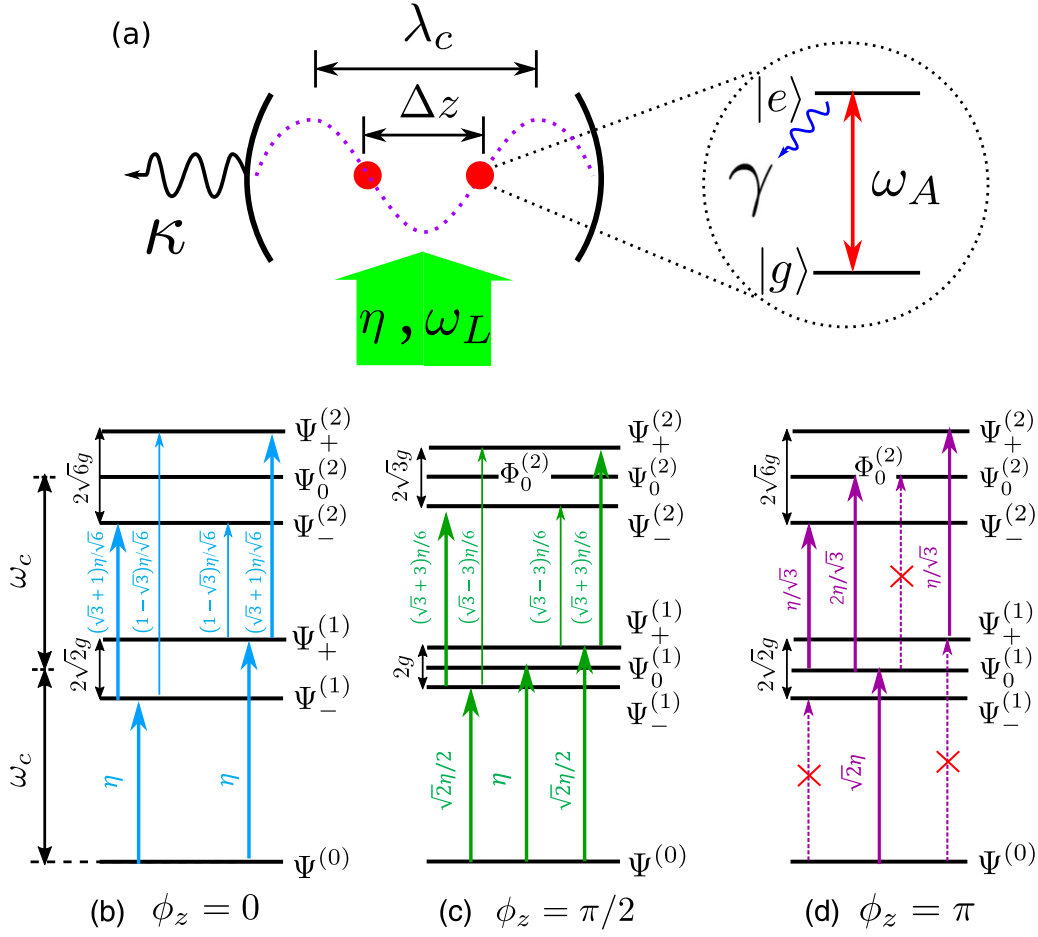 (a)
λ_c
Δz
|e⟩
γ
ω_A
|g⟩
κ
η , ω_L
Ψ_+^{(2)}
Ψ_0^{(2)}
Ψ_-^{(2)}
2√6g
ω_c
(√3+1)η/√6
(1−√3)η/√6
(1−√3)η/√6
(√3+1)η/√6
Ψ_+^{(1)}
Ψ_-^{(1)}
2√2g
ω_c
η
η
Ψ^{(0)}
(b) ϕ_z = 0
Ψ_+^{(2)}
Φ_0^{(2)}
Ψ_0^{(2)}
Ψ_-^{(2)}
2√3g
(√3+3)η/6
(√3−3)η/6
(√3−3)η/6
(√3+3)η/6
Ψ_+^{(1)}
Ψ_0^{(1)}
Ψ_-^{(1)}
2g
√2η/2
η
√2η/2
Ψ^{(0)}
(c) ϕ_z = π/2
Ψ_+^{(2)}
Φ_0^{(2)}
Ψ_0^{(2)}
Ψ_-^{(2)}
2√6g
η/√3
2η/√3
η/√3
Ψ_+^{(1)}
Ψ_0^{(1)}
Ψ_-^{(1)}
2√2g
√2η
Ψ^{(0)}
(d) ϕ_z = π